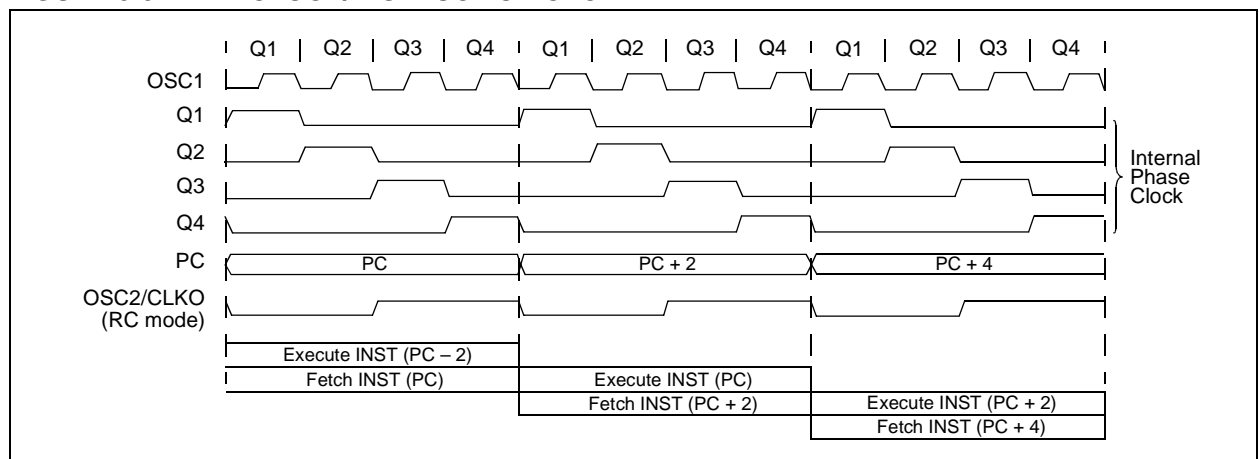 Q1 Q2 Q3 Q4 Q1 Q2 Q3 Q4 Q1 Q2 Q3 Q4
OSC1
Q1
Q2
Q3
Q4
Internal
Phase
Clock
PC PC PC + 2 PC + 4
OSC2/CLKO
(RC mode)
Execute INST (PC – 2)
Fetch INST (PC) Execute INST (PC)
Fetch INST (PC + 2) Execute INST (PC + 2)
Fetch INST (PC + 4)